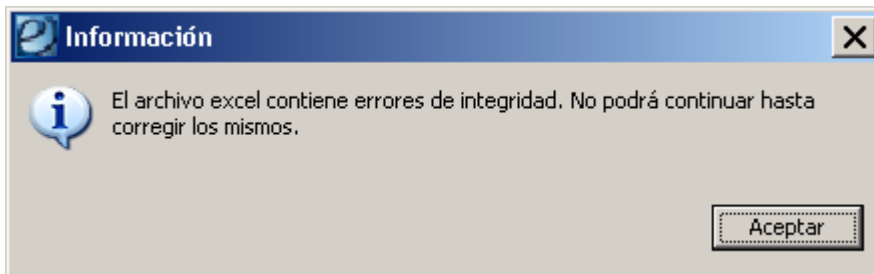 Información
El archivo excel contiene errores de integridad. No podrá continuar hasta
corregir los mismos.
Aceptar